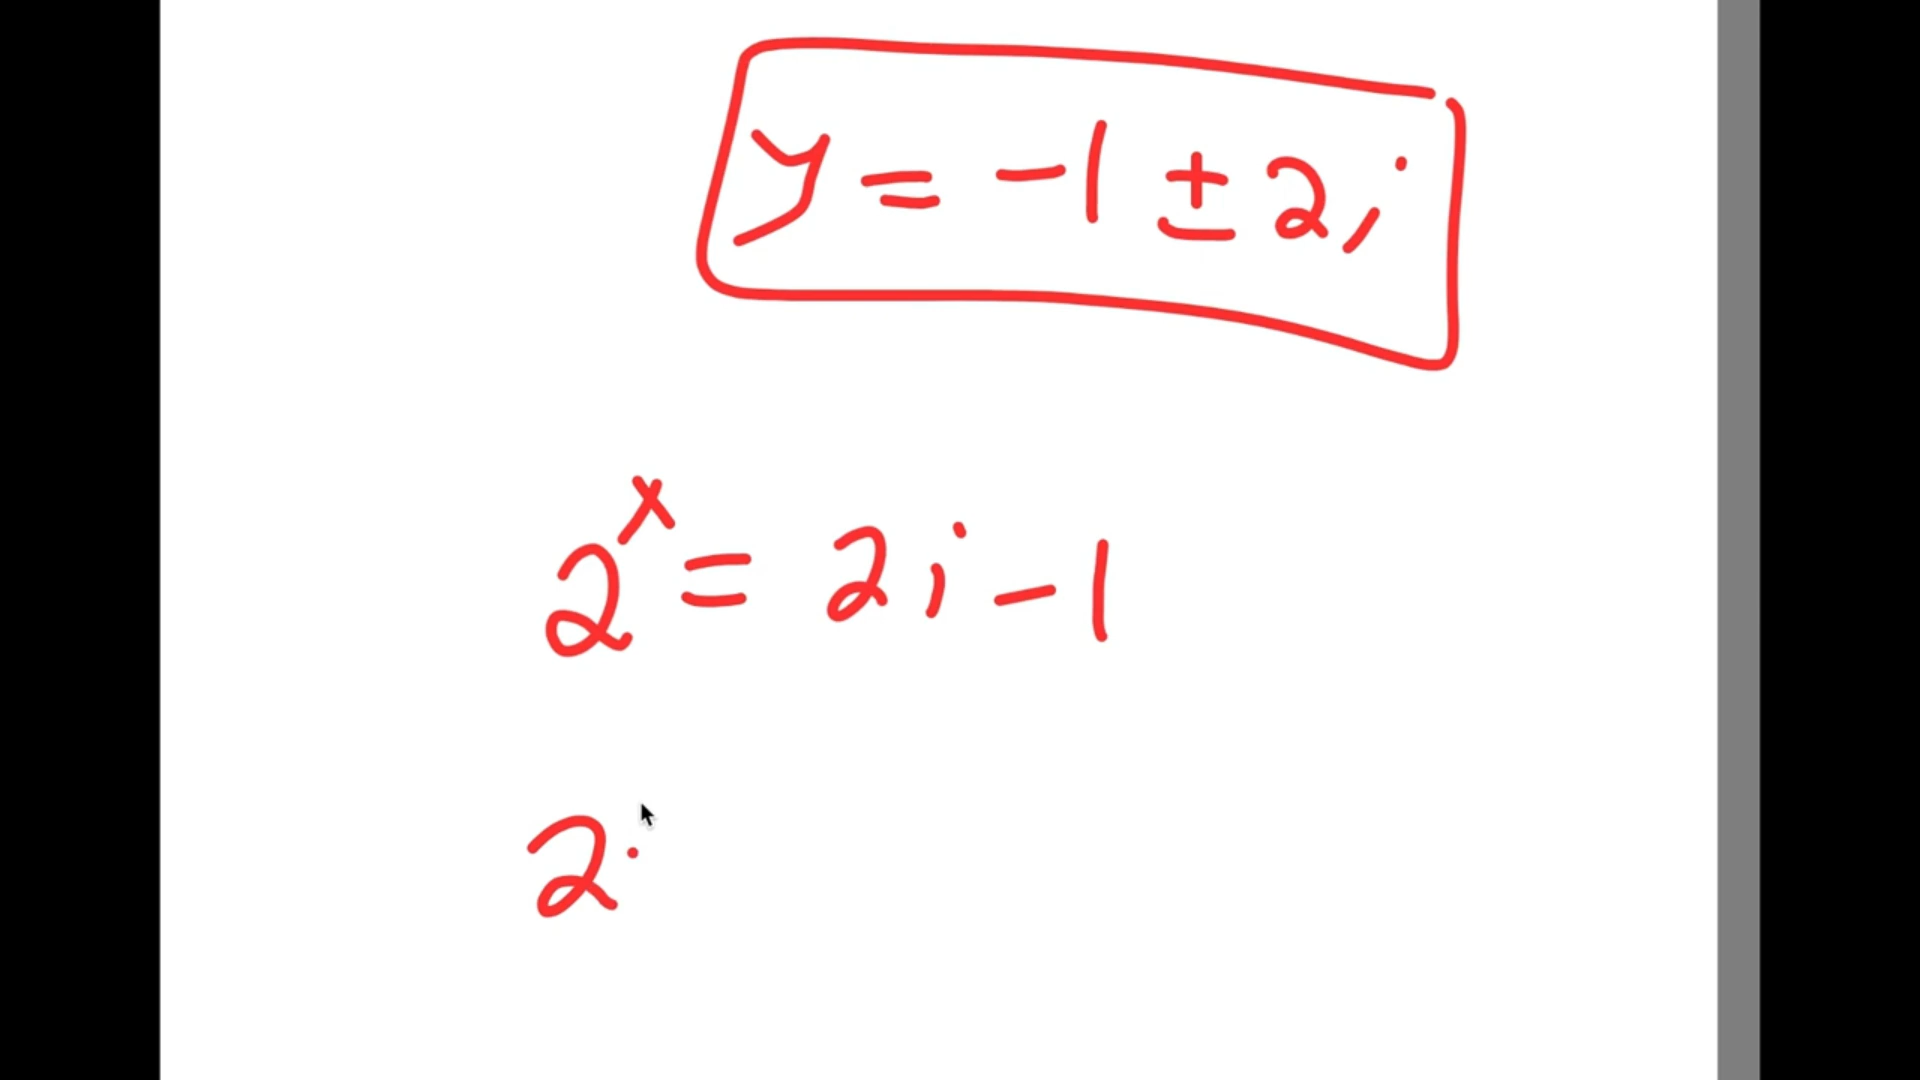 y = -1 ± 2i
2^x = 2i - 1
2